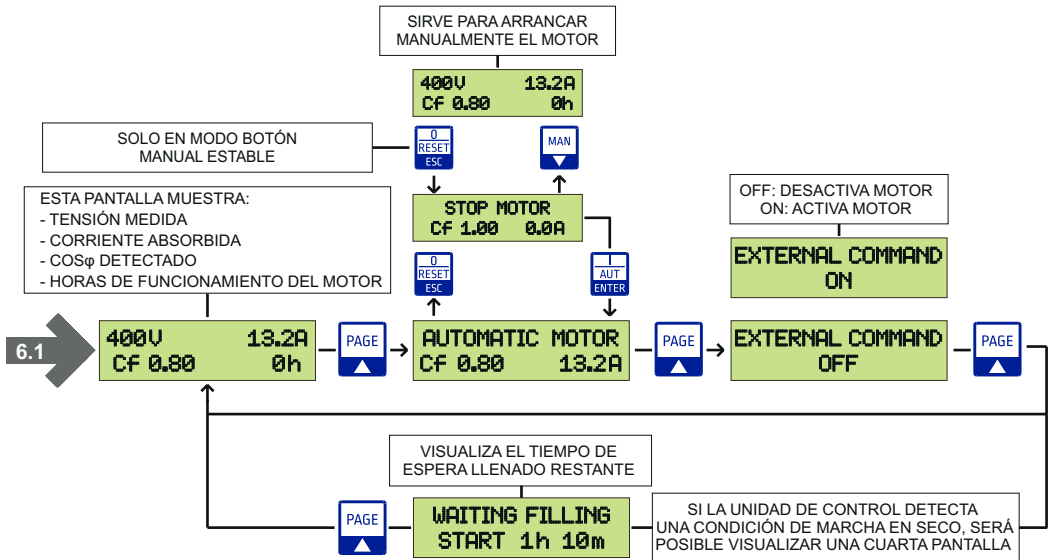 SIRVE PARA ARRANCAR
MANUALMENTE EL MOTOR
400V 13.2A
Cf 0.80 0h
SOLO EN MODO BOTÓN
MANUAL ESTABLE
0
RESET
ESC
MAN
ESTA PANTALLA MUESTRA:
- TENSIÓN MEDIDA
- CORRIENTE ABSORBIDA
- COSφ DETECTADO
- HORAS DE FUNCIONAMIENTO DEL MOTOR
STOP MOTOR
Cf 1.00 0.0A
OFF: DESACTIVA MOTOR
ON: ACTIVA MOTOR
0
RESET
ESC
I
AUT
ENTER
EXTERNAL COMMAND
ON
6.1
400V 13.2A
Cf 0.80 0h
PAGE
AUTOMATIC MOTOR
Cf 0.80 13.2A
PAGE
EXTERNAL COMMAND
OFF
PAGE
VISUALIZA EL TIEMPO DE
ESPERA LLENADO RESTANTE
PAGE
WAITING FILLING
START 1h 10m
SI LA UNIDAD DE CONTROL DETECTA
UNA CONDICIÓN DE MARCHA EN SECO, SERÁ
POSIBLE VISUALIZAR UNA CUARTA PANTALLA